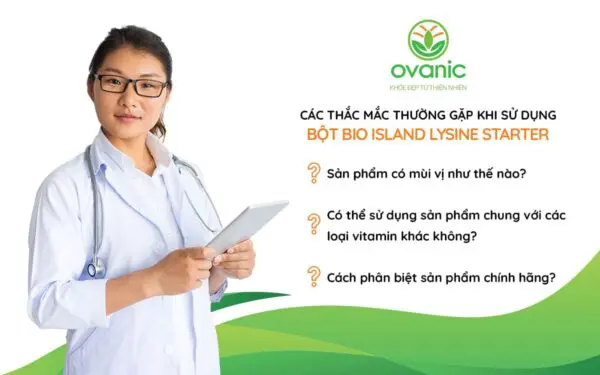 ovanic
KHỎE ĐẸP TỪ THIÊN NHIÊN
CÁC THẮC MẮC THƯỜNG GẶP KHI SỬ DỤNG
BỘT BIO ISLAND LYSINE STARTER
Sản phẩm có mùi vị như thế nào?
Có thể sử dụng sản phẩm chung với các
loại vitamin khác không?
Cách phân biệt sản phẩm chính hãng?